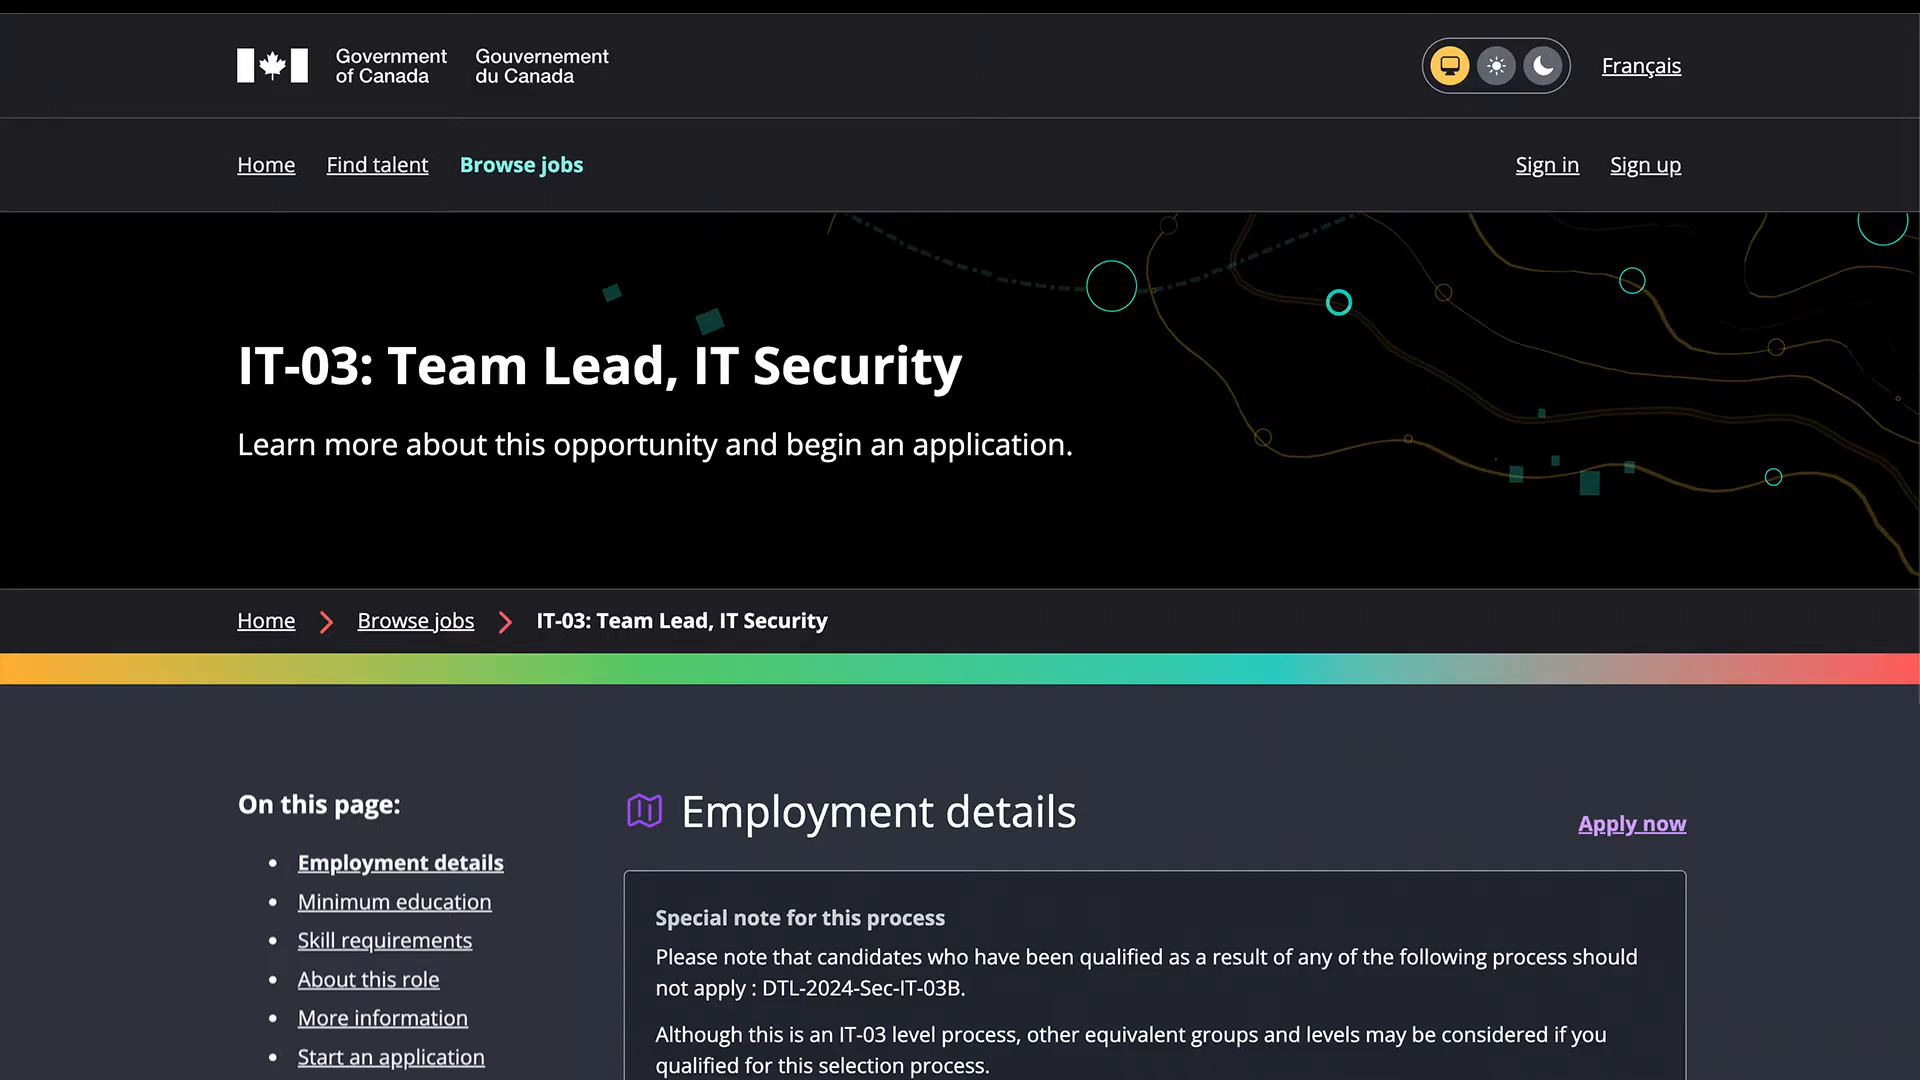 Government of Canada
Gouvernement du Canada
Français
Home
Find talent
Browse jobs
Sign in
Sign up
IT-03: Team Lead, IT Security
Learn more about this opportunity and begin an application.
Home
Browse jobs
IT-03: Team Lead, IT Security
On this page:
Employment details
Minimum education
Skill requirements
About this role
More information
Start an application
Employment details
Apply now
Special note for this process
Please note that candidates who have been qualified as a result of any of the following process should
not apply : DTL-2024-Sec-IT-03B.
Although this is an IT-03 level process, other equivalent groups and levels may be considered if you
qualified for this selection process.